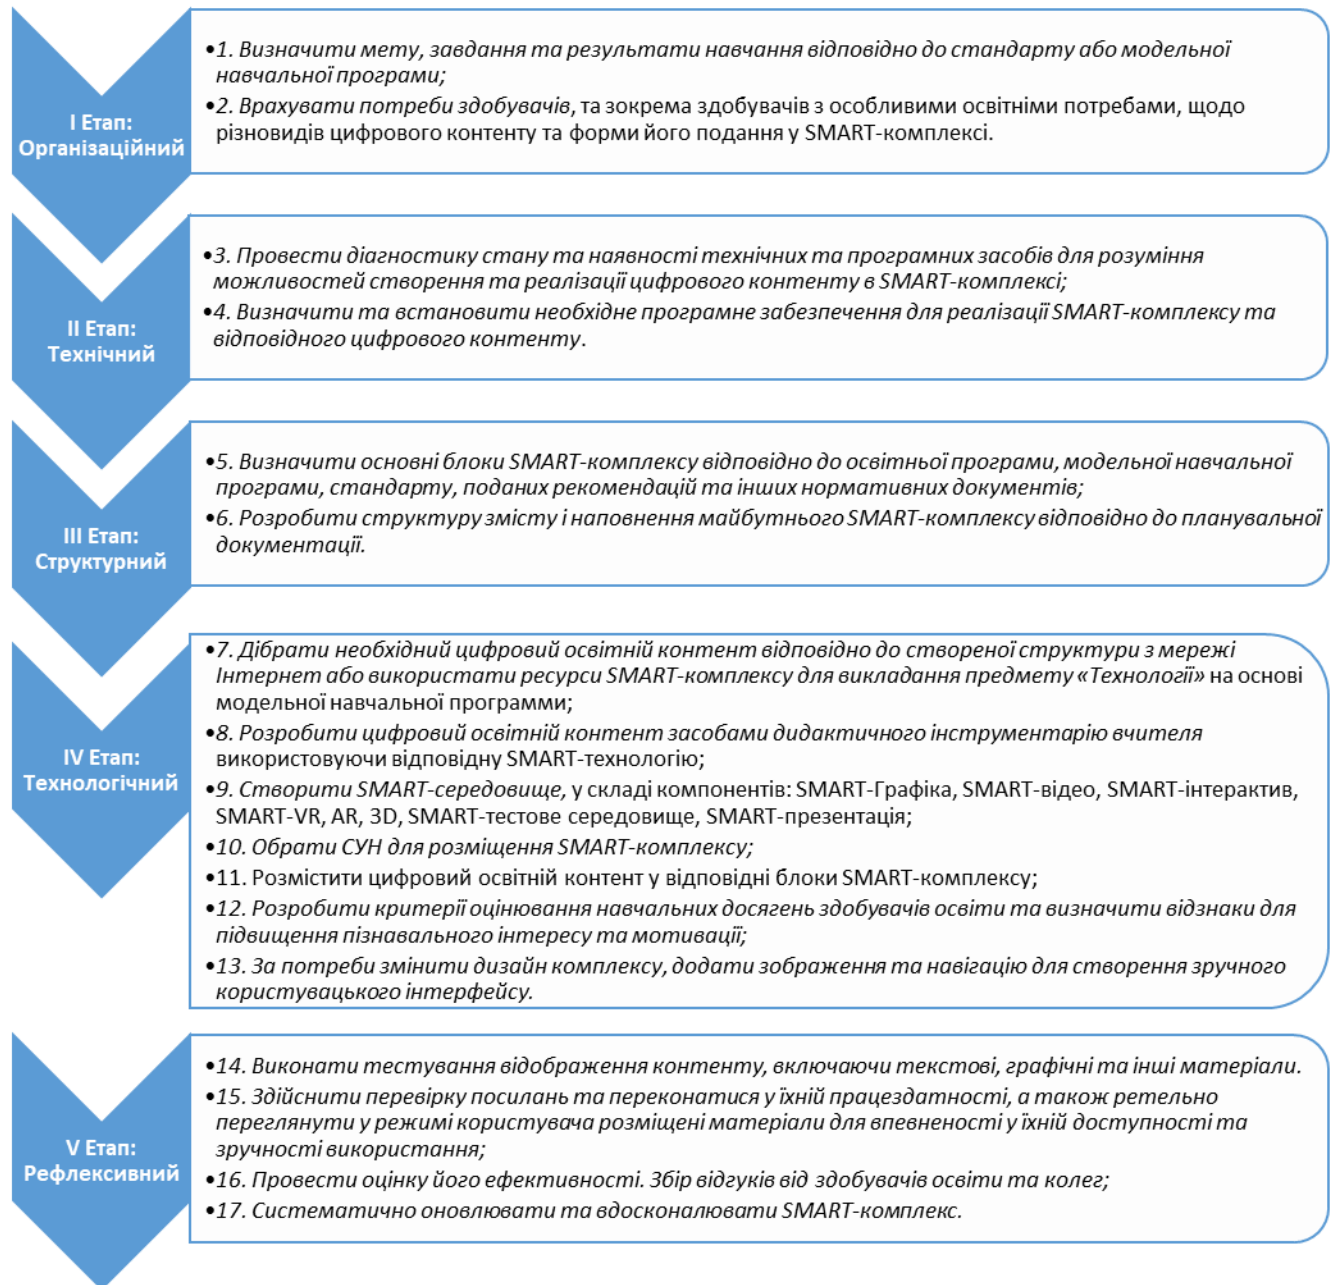 І Етап:
Організаційний
•1. Визначити мету, завдання та результати навчання відповідно до стандарту або модельної
навчальної програми;
•2. Врахувати потреби здобувачів, та зокрема здобувачів з особливими освітніми потребами, щодо
різновидів цифрового контенту та форми його подання у SMART-комплексі.
ІІ Етап:
Технічний
•3. Провести діагностику стану та наявності технічних та програмних засобів для розуміння
можливостей створення та реалізації цифрового контенту в SMART-комплексі;
•4. Визначити та встановити необхідне програмне забезпечення для реалізації SMART-комплексу та
відповідного цифрового контенту.
ІІІ Етап:
Структурний
•5. Визначити основні блоки SMART-комплексу відповідно до освітньої програми, модельної навчальної
програми, стандарту, поданих рекомендацій та інших нормативних документів;
•6. Розробити структуру змісту і наповнення майбутнього SMART-комплексу відповідно до планувальної
документації.
IV Етап:
Технологічний
•7. Дібрати необхідний цифровий освітній контент відповідно до створеної структури з мережі
Інтернет або використати ресурси SMART-комплексу для викладання предмету «Технології» на основі
модельної навчальної программи;
•8. Розробити цифровий освітній контент засобами дидактичного інструментарію вчителя
використовуючи відповідну SMART-технологію;
•9. Створити SMART-середовище, у складі компонентів: SMART-Графіка, SMART-відео, SMART-інтерактив,
SMART-VR, AR, 3D, SMART-тестове середовище, SMART-презентація;
•10. Обрати СУН для розміщення SMART-комплексу;
•11. Розмістити цифровий освітній контент у відповідні блоки SMART-комплексу;
•12. Розробити критерії оцінювання навчальних досягень здобувачів освіти та визначити відзнаки для
підвищення пізнавального інтересу та мотивації;
•13. За потреби змінити дизайн комплексу, додати зображення та навігацію для створення зручного
користувацького інтерфейсу.
V Етап:
Рефлексивний
•14. Виконати тестування відображення контенту, включаючи текстові, графічні та інші матеріали.
•15. Здійснити перевірку посилань та переконатися у їхній працездатності, а також ретельно
переглянути у режимі користувача розміщені матеріали для впевненості у їхній доступності та
зручності використання;
•16. Провести оцінку його ефективності. Збір відгуків від здобувачів освіти та колег;
•17. Систематично оновлювати та вдосконалювати SMART-комплекс.